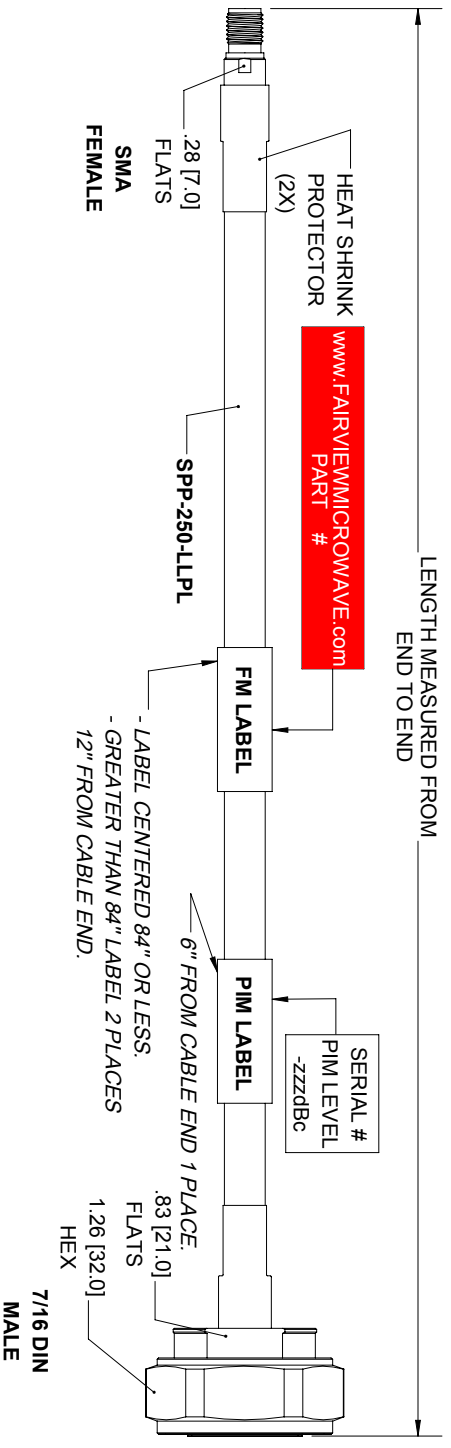 LENGTH MEASURED FROM
END TO END
HEAT SHRINK
PROTECTOR
(2X)
www.FAIRVIEWMICROWAVE.com
PART #
SERIAL #
PIM LEVEL
-zzzdBc
.28 [7.0]
FLATS
SMA
FEMALE
SPP-250-LLPL
FM LABEL
PIM LABEL
- LABEL CENTERED 84" OR LESS.
- GREATER THAN 84" LABEL 2 PLACES
12" FROM CABLE END.
6" FROM CABLE END 1 PLACE.
.83 [21.0]
FLATS
1.26 [32.0]
HEX
7/16 DIN
MALE